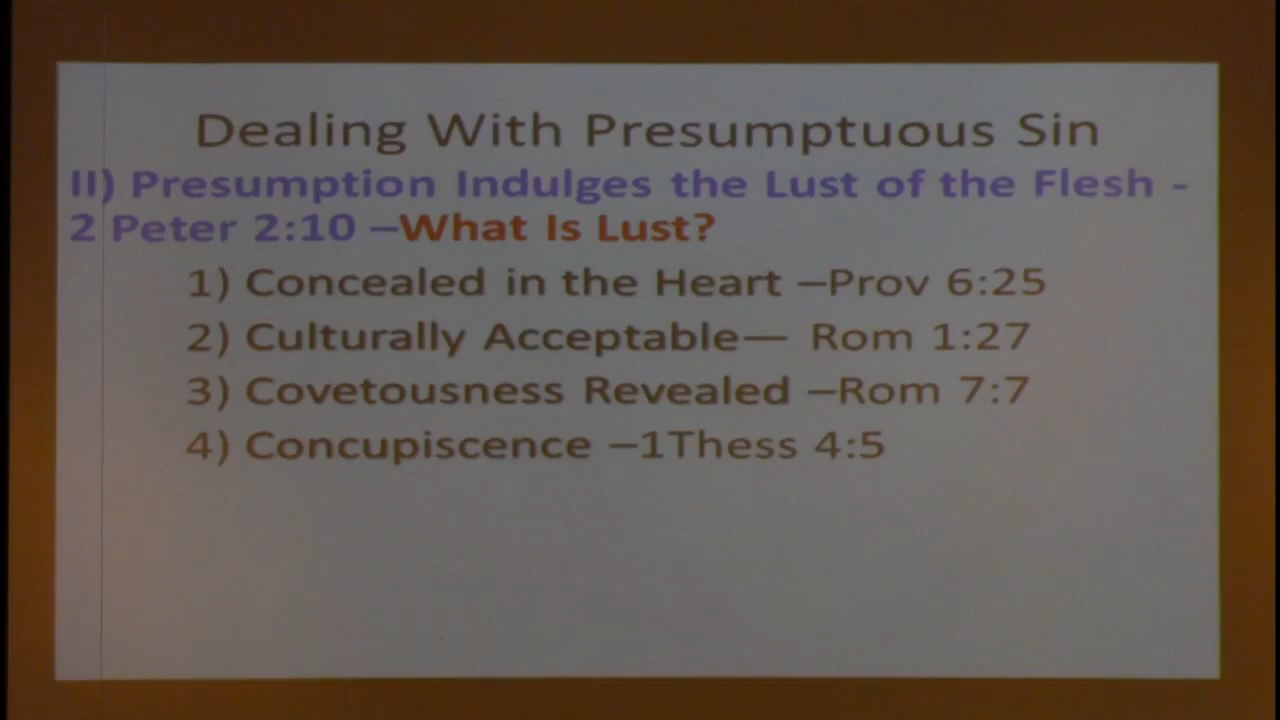 Dealing With Presumptuous Sin
II) Presumption Indulges the Lust of the Flesh -
2 Peter 2:10 –What Is Lust?
1) Concealed in the Heart –Prov 6:25
2) Culturally Acceptable— Rom 1:27
3) Covetousness Revealed –Rom 7:7
4) Concupiscence –1Thess 4:5